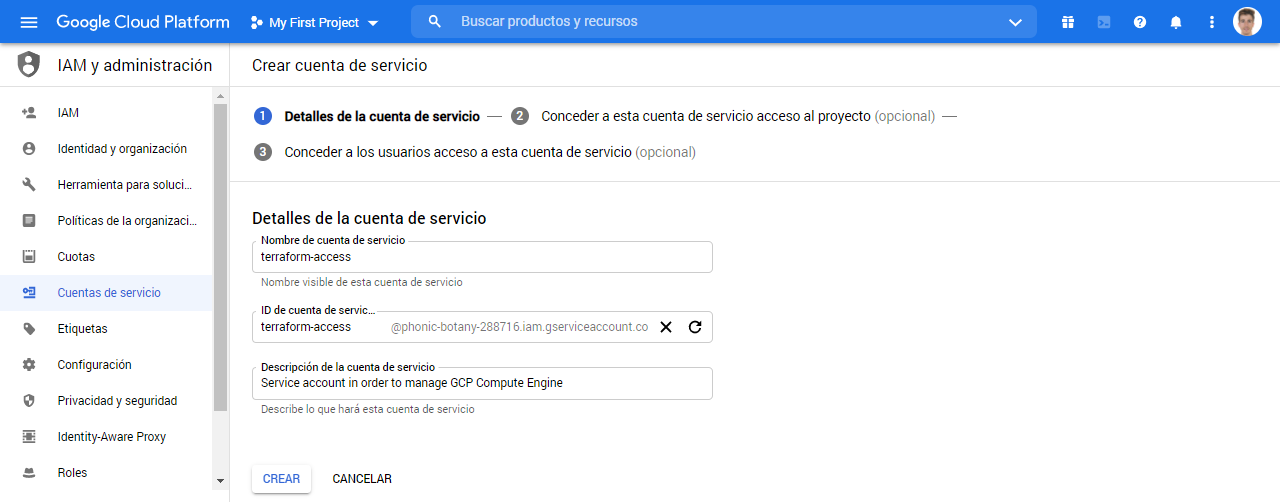 Google Cloud Platform My First Project Buscar productos y recursos
IAM y administración
Crear cuenta de servicio
IAM
Identidad y organización
Herramienta para soluci...
Políticas de la organizaci...
Cuotas
Cuentas de servicio
Etiquetas
Configuración
Privacidad y seguridad
Identity-Aware Proxy
Roles
1 Detalles de la cuenta de servicio — 2 Conceder a esta cuenta de servicio acceso al proyecto (opcional) —
3 Conceder a los usuarios acceso a esta cuenta de servicio (opcional)
Detalles de la cuenta de servicio
Nombre de cuenta de servicio
terraform-access
Nombre visible de esta cuenta de servicio
ID de cuenta de servic...
terraform-access @phonic-botany-288716.iam.gserviceaccount.co
Descripción de la cuenta de servicio
Service account in order to manage GCP Compute Engine
Describe lo que hará esta cuenta de servicio
CREAR CANCELAR